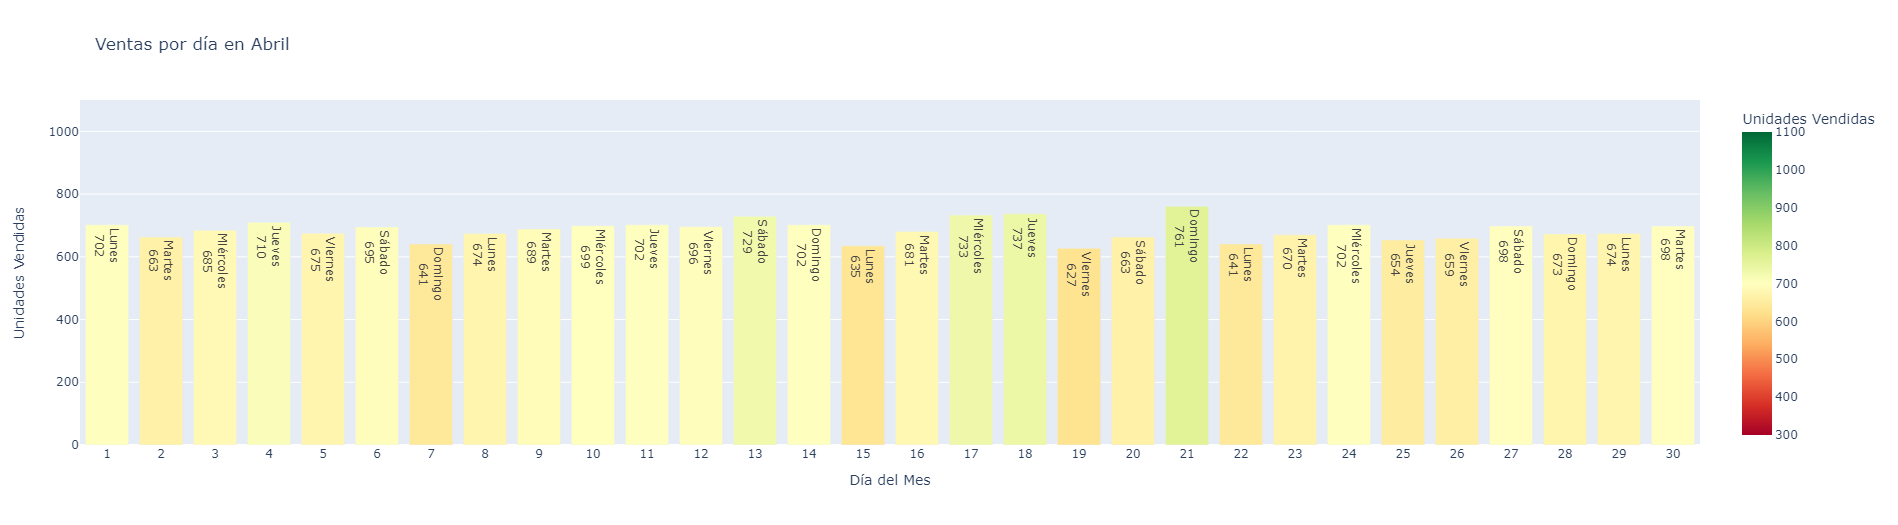 Ventas por día en Abril
Unidades Vendidas
1000
800
600
400
200
0
Lunes
702
Martes
663
Miércoles
685
Jueves
710
Viernes
675
Sábado
695
Domingo
641
Lunes
674
Martes
689
Miércoles
699
Jueves
702
Viernes
696
Sábado
729
Domingo
702
Lunes
635
Martes
681
Miércoles
733
Jueves
737
Viernes
627
Sábado
663
Domingo
761
Lunes
641
Martes
670
Miércoles
702
Jueves
654
Viernes
659
Sábado
698
Domingo
673
Lunes
674
Martes
698
1 2 3 4 5 6 7 8 9 10 11 12 13 14 15 16 17 18 19 20 21 22 23 24 25 26 27 28 29 30
Día del Mes
Unidades Vendidas
1100
1000
900
800
700
600
500
400
300